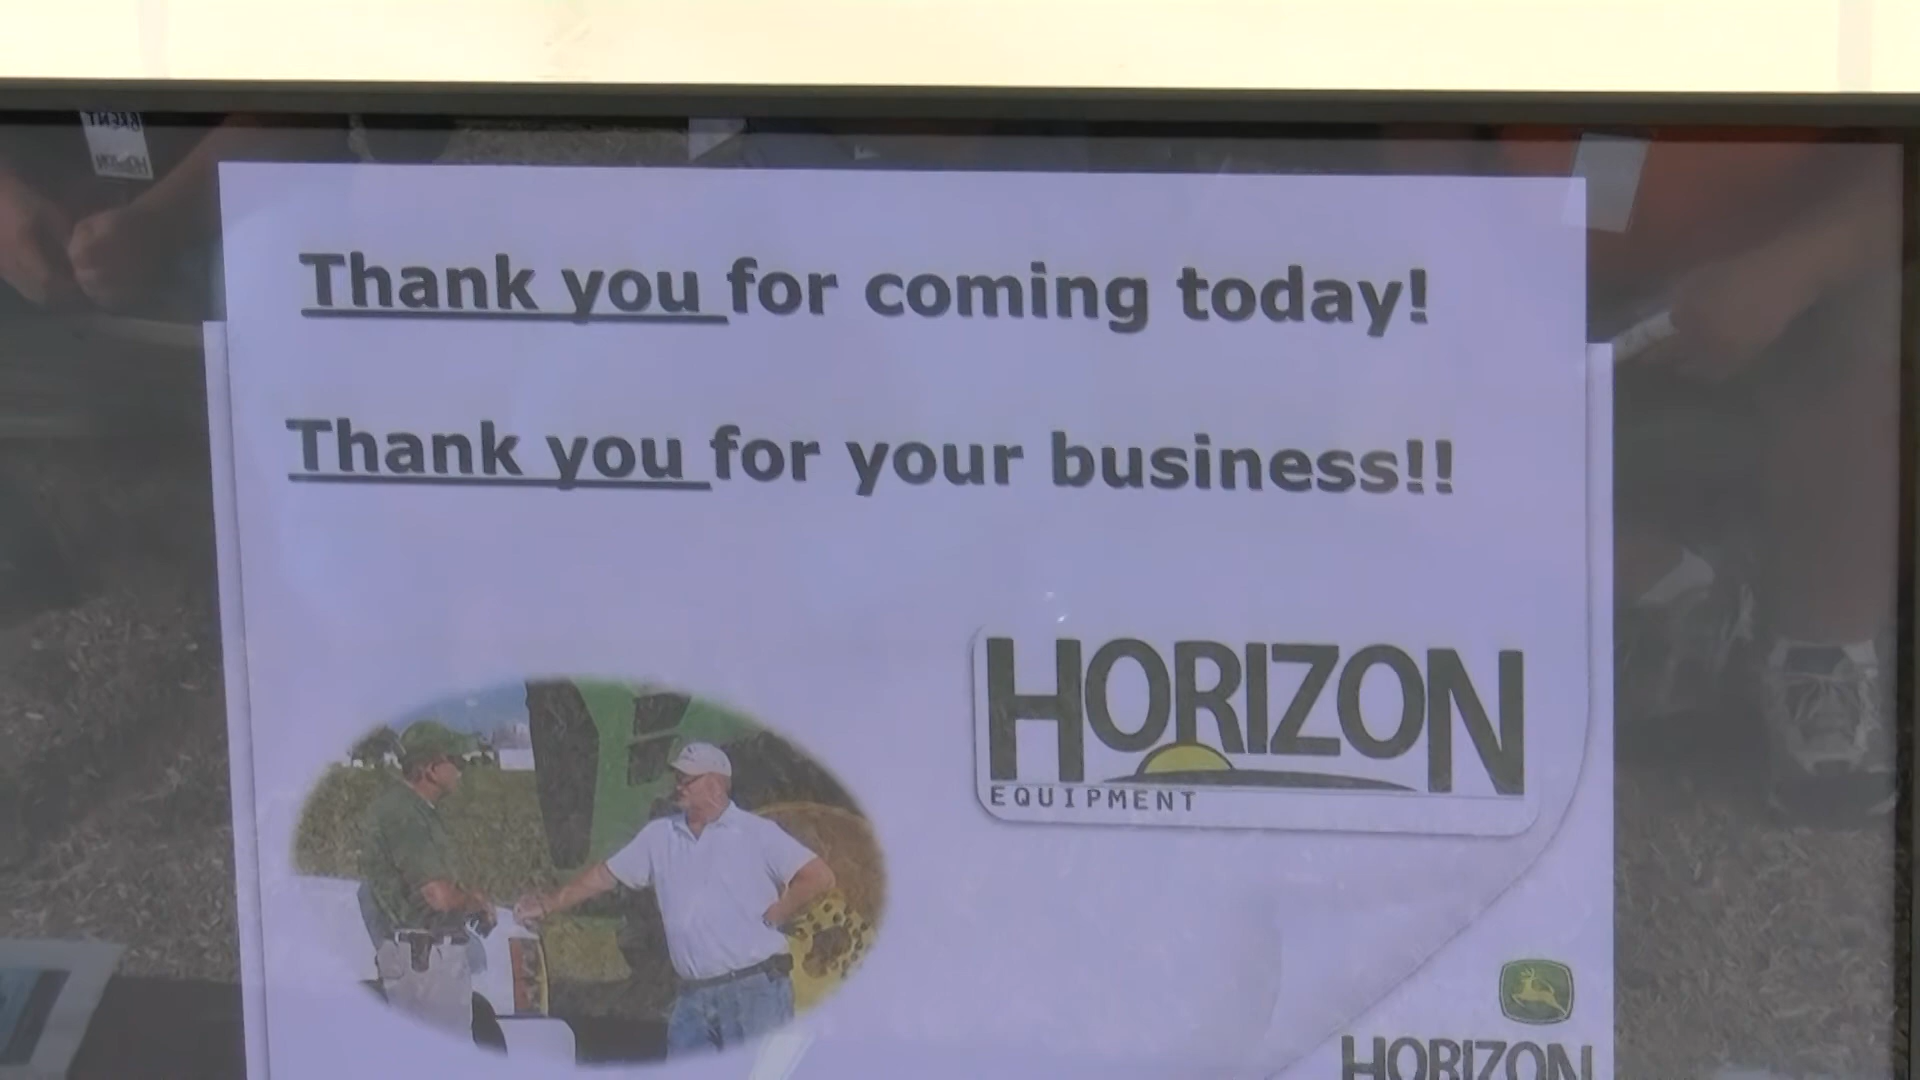 Thank you for coming today!
Thank you for your business!!
HORIZON
EQUIPMENT
HORIZON